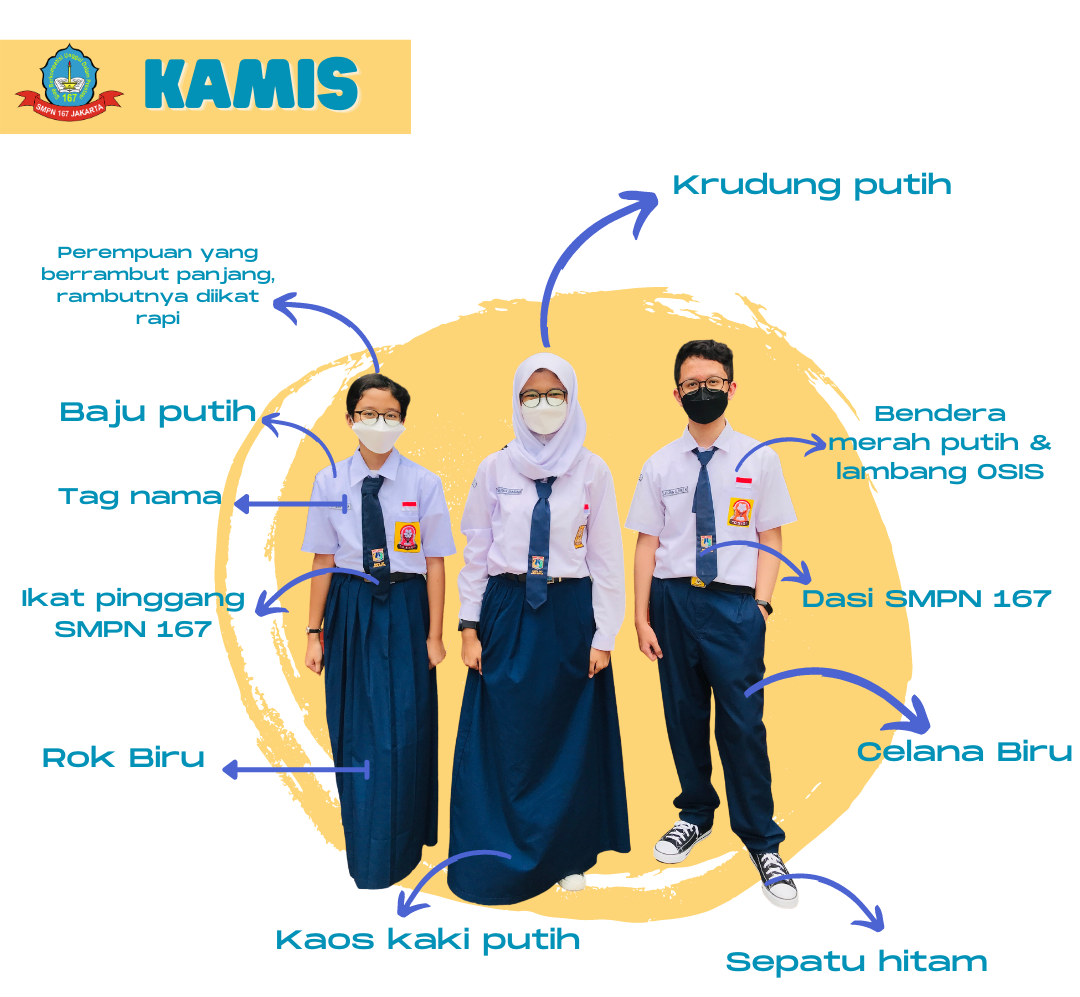 KAMIS
167
SMPN 167 JAKARTA
Krudung putih
Perempuan yang
berrambut panjang,
rambutnya diikat
rapi
Baju putih
Bendera
merah putih &
lambang OSIS
Tag nama
Ikat pinggang
SMPN 167
Dasi SMPN 167
Rok Biru
Celana Biru
Kaos kaki putih
Sepatu hitam